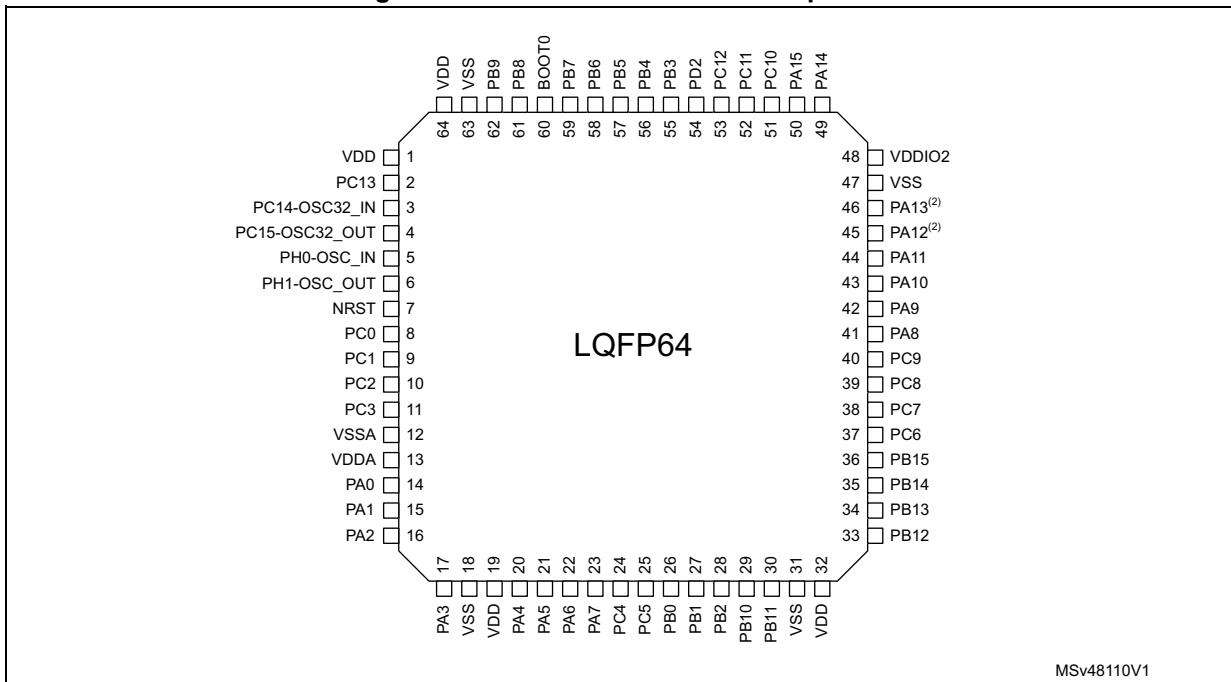 VDD VSS PB9 PB8 BOOT0 PB7 PB6 PB5 PB4 PB3 PD2 PC12 PC11 PC10 PA15 PA14
64 63 62 61 60 59 58 57 56 55 54 53 52 51 50 49
VDD 1 48 VDDIO2
PC13 2 47 VSS
PC14-OSC32_IN 3 46 PA13(2)
PC15-OSC32_OUT 4 45 PA12(2)
PH0-OSC_IN 5 44 PA11
PH1-OSC_OUT 6 43 PA10
NRST 7 42 PA9
PC0 8 41 PA8
LQFP64
PC1 9 40 PC9
PC2 10 39 PC8
PC3 11 38 PC7
VSSA 12 37 PC6
VDDA 13 36 PB15
PA0 14 35 PB14
PA1 15 34 PB13
PA2 16 33 PB12
17 18 19 20 21 22 23 24 25 26 27 28 29 30 31 32
PA3 VSS VDD PA4 PA5 PA6 PA7 PC4 PC5 PB0 PB1 PB2 PB10 PB11 VSS VDD
MSv48110V1